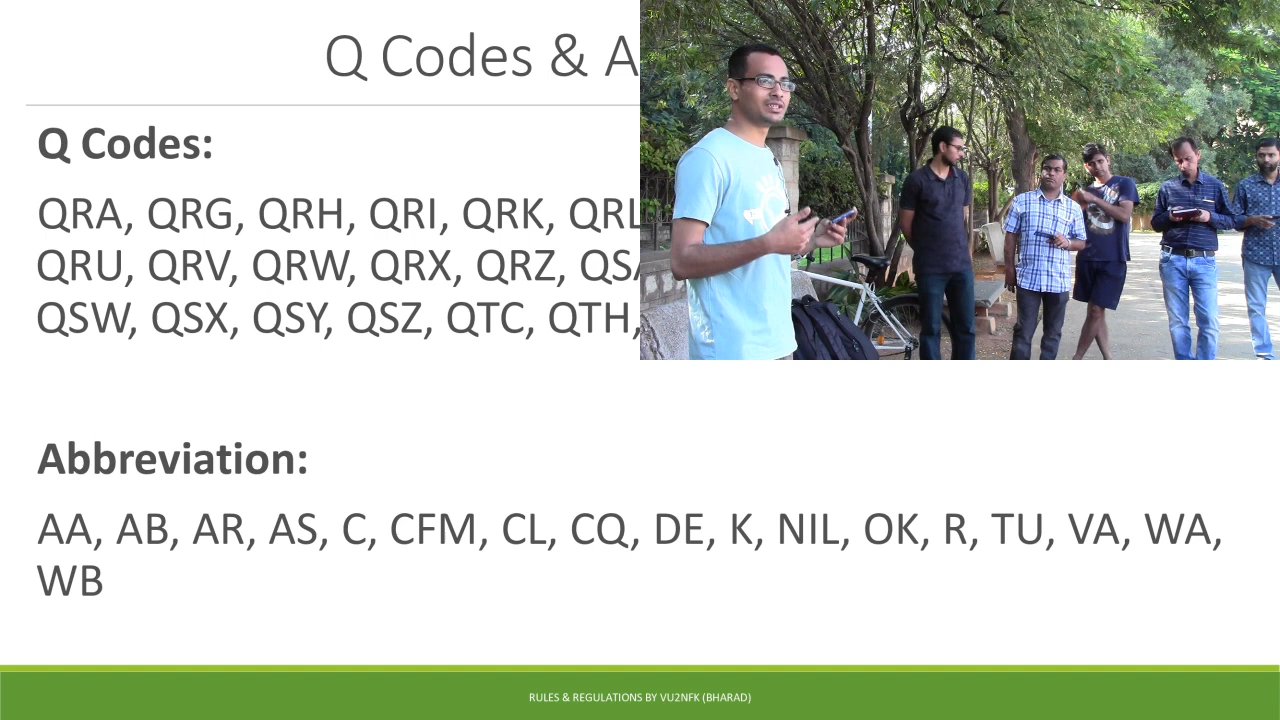 Q Codes & A
Q Codes:
QRA, QRG, QRH, QRI, QRK, QRL
QRU, QRV, QRW, QRX, QRZ, QSA
QSW, QSX, QSY, QSZ, QTC, QTH,
Abbreviation:
AA, AB, AR, AS, C, CFM, CL, CQ, DE, K, NIL, OK, R, TU, VA, WA,
WB
RULES & REGULATIONS BY VU2NFK (BHARAD)